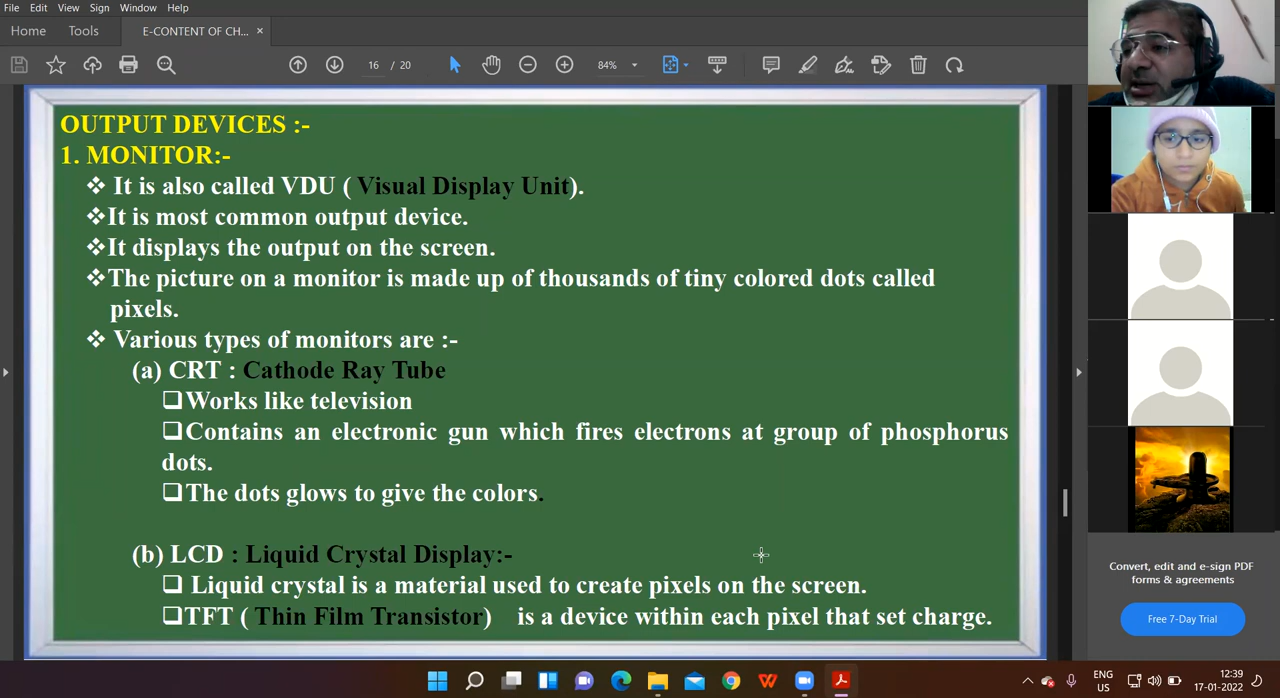 File Edit View Sign Window Help
Home Tools E-CONTENT OF CH... ×
16 / 20 84%
OUTPUT DEVICES :-
1. MONITOR:-
❖ It is also called VDU ( Visual Display Unit).
❖It is most common output device.
❖It displays the output on the screen.
❖The picture on a monitor is made up of thousands of tiny colored dots called
pixels.
❖ Various types of monitors are :-
(a) CRT : Cathode Ray Tube
❑Works like television
❑Contains an electronic gun which fires electrons at group of phosphorus
dots.
❑The dots glows to give the colors.
(b) LCD : Liquid Crystal Display:-
❑ Liquid crystal is a material used to create pixels on the screen.
❑TFT ( Thin Film Transistor) is a device within each pixel that set charge.
Convert, edit and e-sign PDF
forms & agreements
Free 7-Day Trial
ENG
US
12:39
17-01-2022